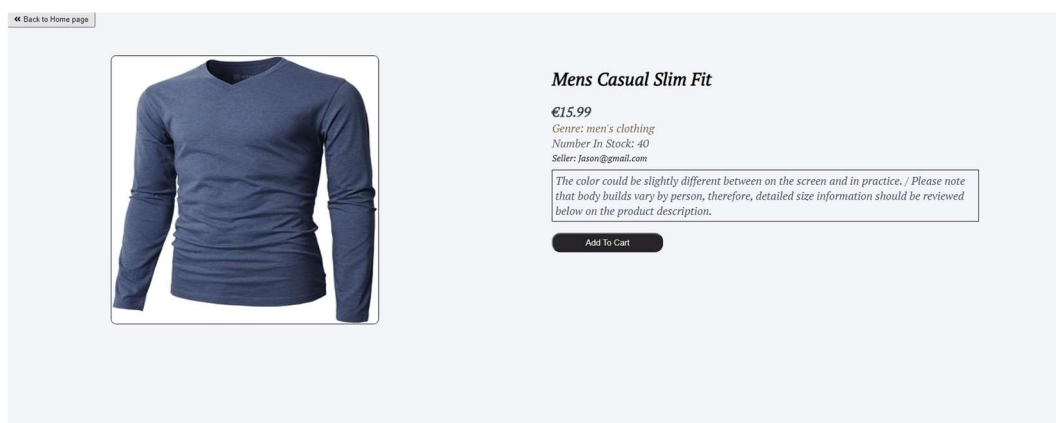 Back to Home page
Mens Casual Slim Fit
€15.99
Genre: men's clothing
Number In Stock: 40
Seller: Jason@gmail.com
The color could be slightly different between on the screen and in practice. / Please note
that body builds vary by person, therefore, detailed size information should be reviewed
below on the product description.
Add To Cart